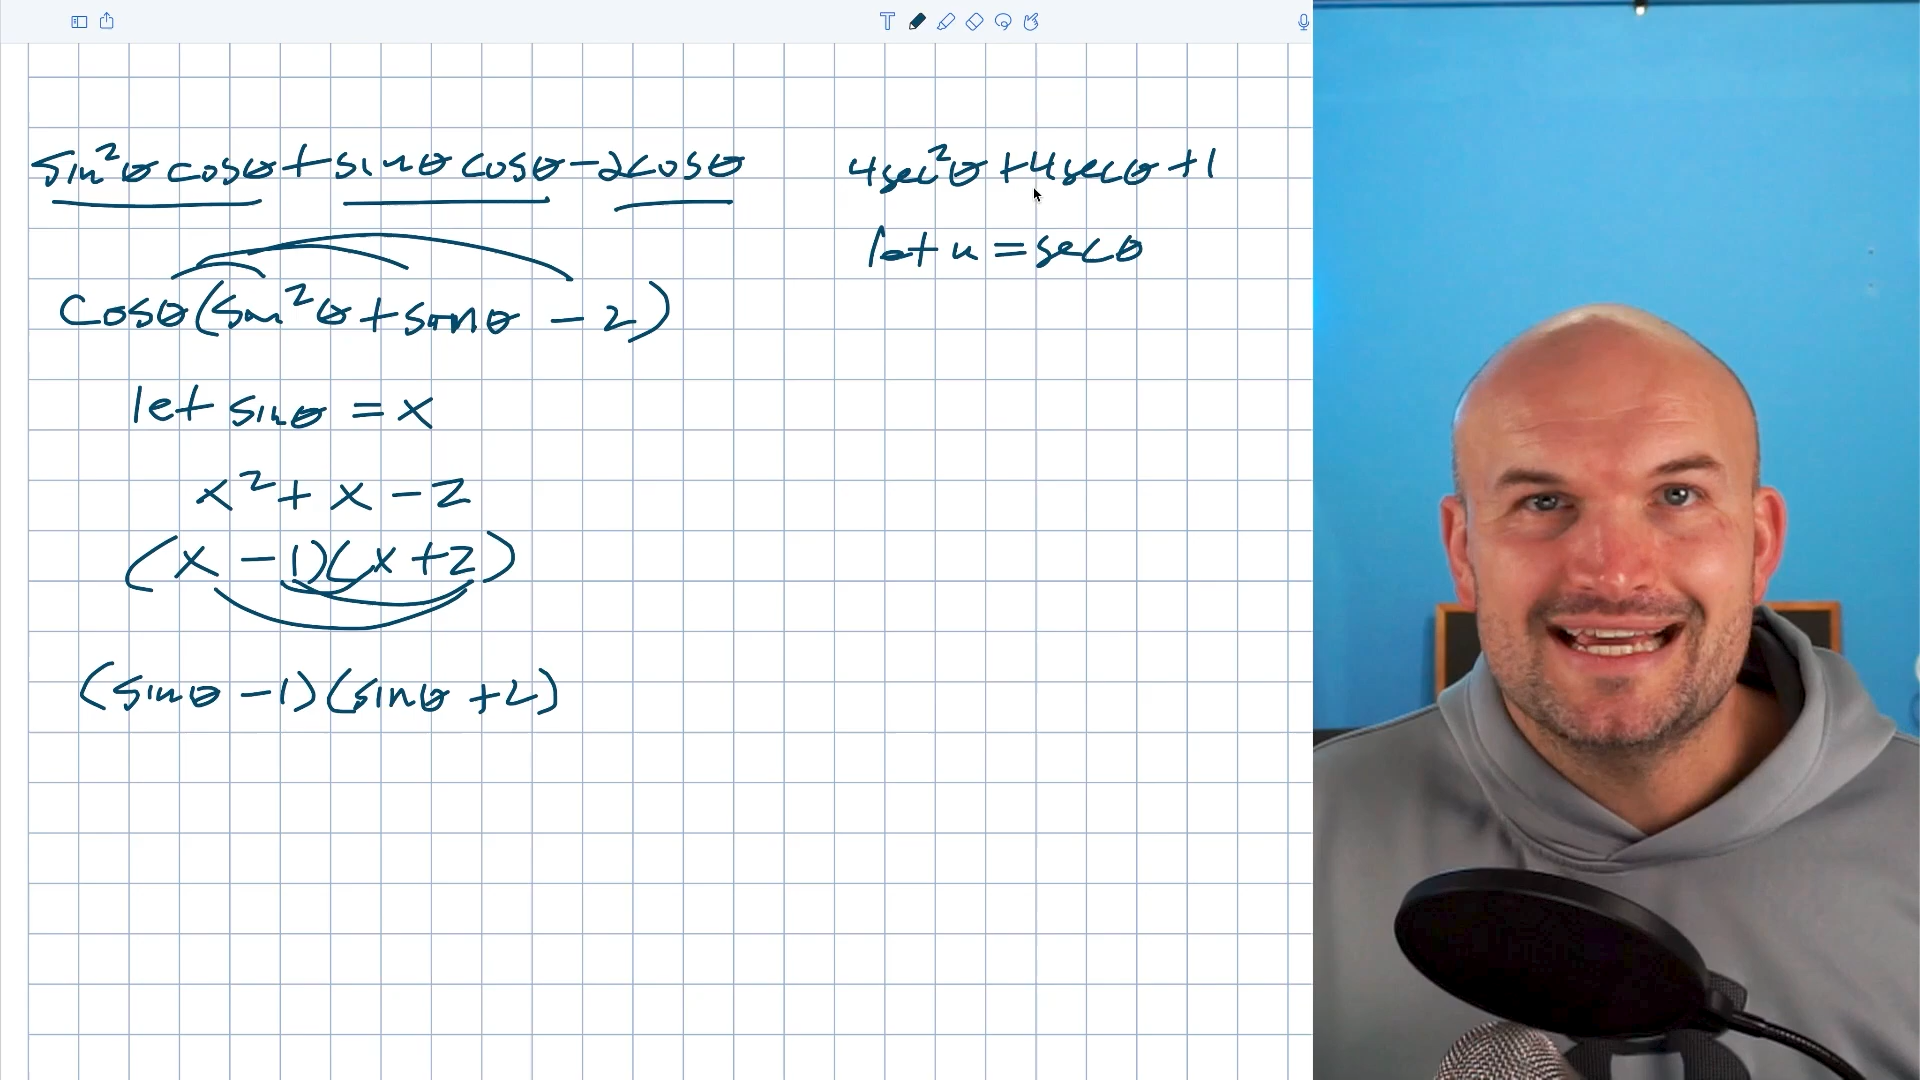 sin²θ cosθ + sinθ cosθ - 2cosθ
cosθ(sin²θ + sinθ - 2)
let sinθ = x
x² + x - 2
(x - 1)(x + 2)
(sinθ - 1)(sinθ + 2)
4sec²θ + 4secθ + 1
let u = secθ